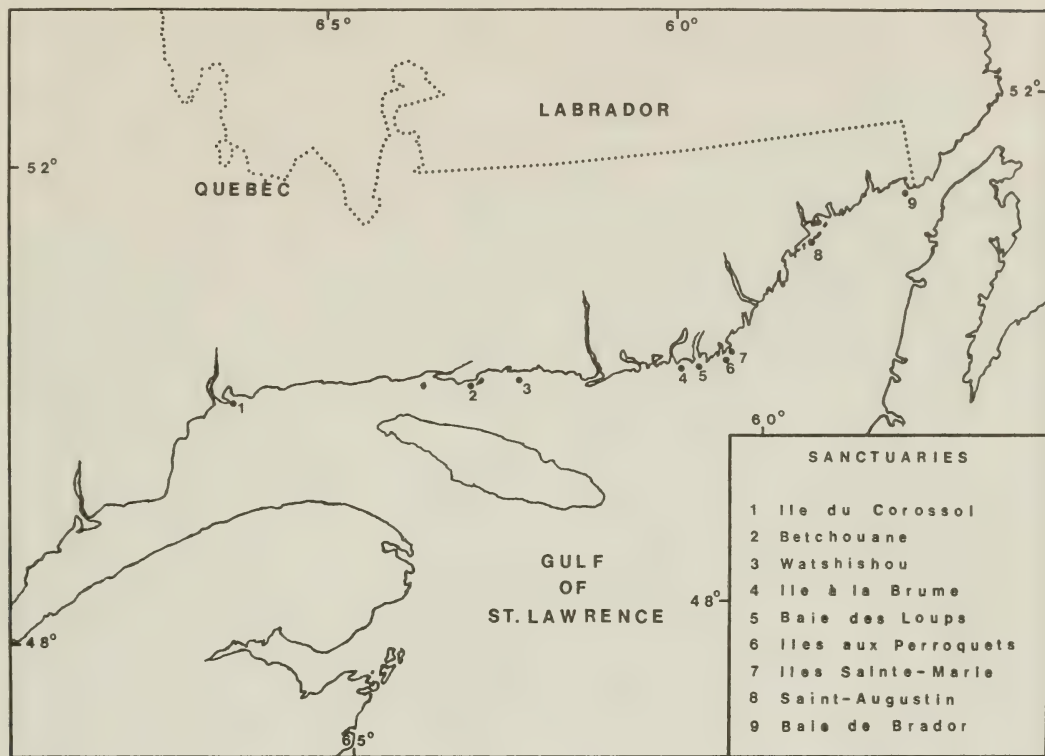 65°
60°
52°
LABRADOR
52°
QUEBEC
9
8
7
6
5
4
3
2
1
60°
SANCTUARIES
1 Ile du Corossol
2 Betchouane
3 Watshishou
4 Ile à la Brume
5 Baie des Loups
6 Iles aux Perroquets
7 Iles Sainte-Marie
8 Saint-Augustin
9 Baie de Brador
GULF
OF
ST. LAWRENCE
48°
48°
65°